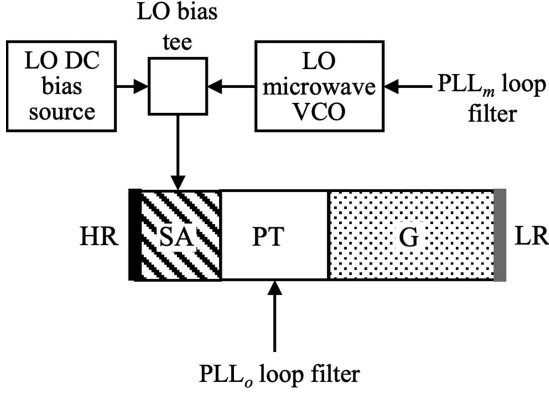 LO bias
tee
LO DC
bias
source
LO
microwave
VCO
PLLm loop
filter
HR
SA
PT
G
LR
PLLo loop filter